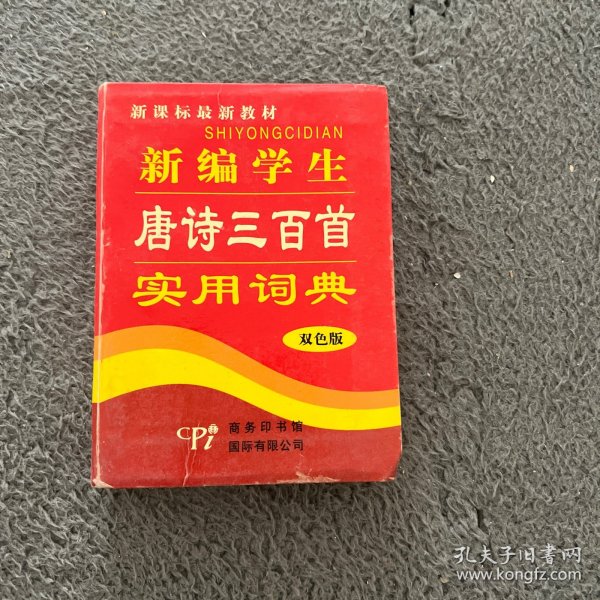 新课标最新教材
SHIYONGCIDIAN
新编学生
唐诗三百首
实用词典
双色版
CPi
商务印书馆
国际有限公司
孔夫子旧书网
www.kongfz.com